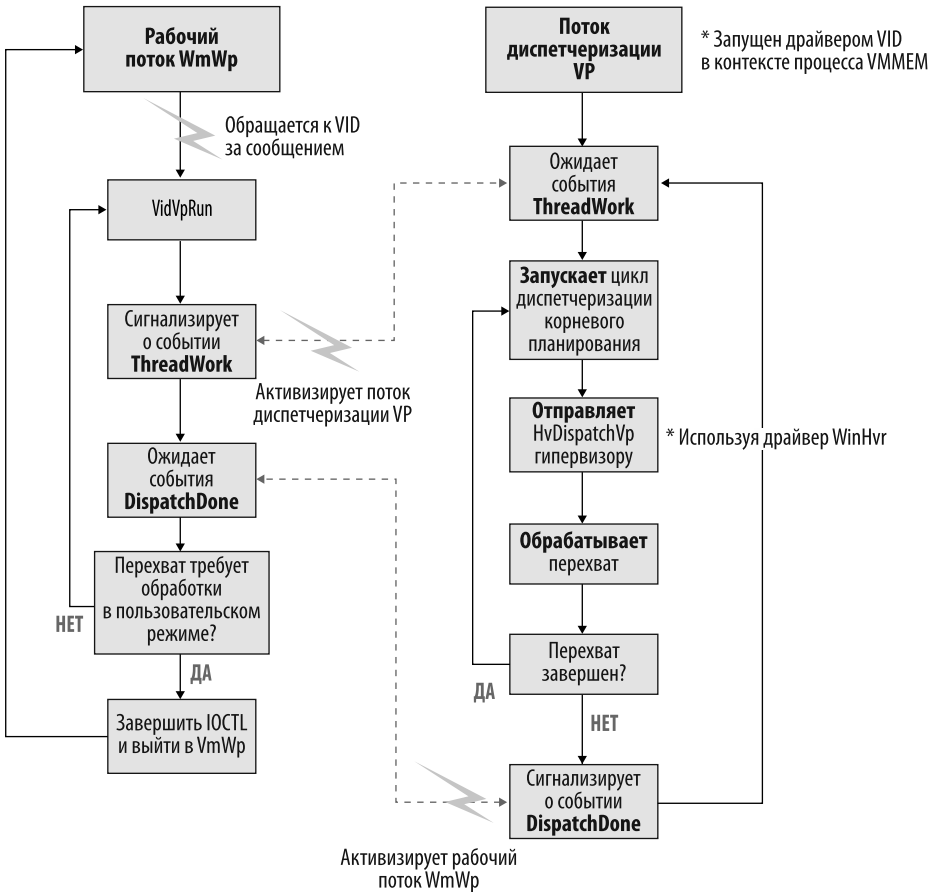 Рабочий
поток WmWp
Обращается к VID
за сообщением
VidVpRun
Сигнализирует
о событии
ThreadWork
Активизирует поток
диспетчеризации VP
Ожидает
события
DispatchDone
Перехват требует
обработки
в пользовательском
режиме?
НЕТ
ДА
Завершить IOCTL
и выйти в VmWp
Поток
диспетчеризации
VP
* Запущен драйвером VID
в контексте процесса VMMEM
Ожидает
события
ThreadWork
Запускает цикл
диспетчеризации
корневого
планирования
Отправляет
HvDispatchVp
гипервизору
* Используя драйвер WinHvr
Обрабатывает
перехват
Перехват
завершен?
ДА
НЕТ
Сигнализирует
о событии
DispatchDone
Активизирует рабочий
поток WmWp